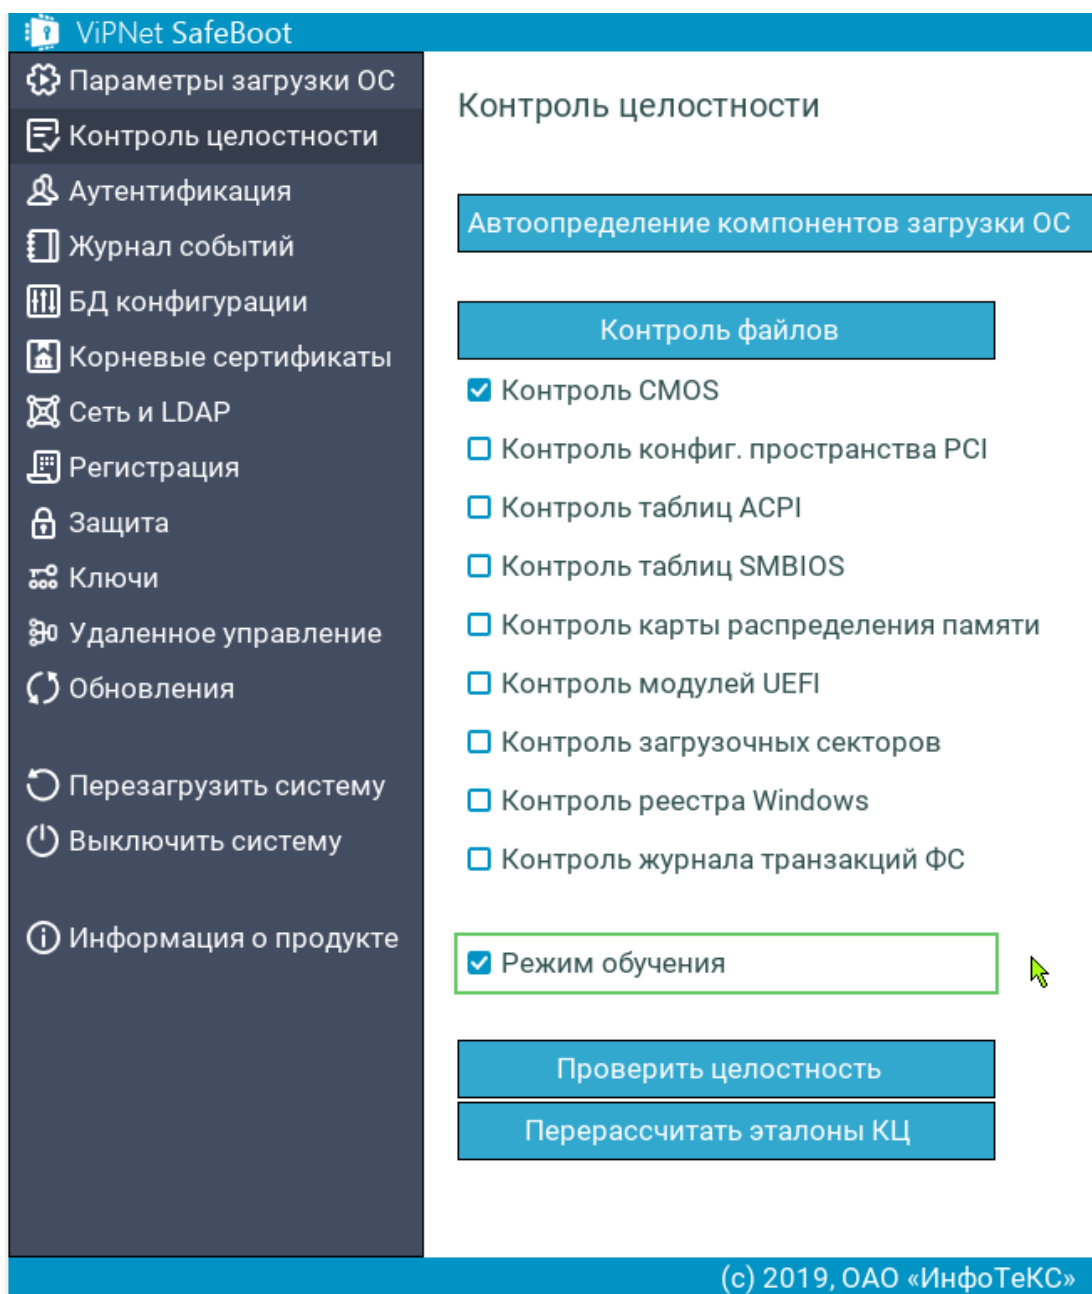 ViPNet SafeBoot
Параметры загрузки ОС
Контроль целостности
Аутентификация
Журнал событий
БД конфигурации
Корневые сертификаты
Сеть и LDAP
Регистрация
Защита
Ключи
Удаленное управление
Обновления
Перезагрузить систему
Выключить систему
Информация о продукте
Контроль целостности
Автоопределение компонентов загрузки ОС
Контроль файлов
Контроль CMOS
Контроль конфиг. пространства PCI
Контроль таблиц ACPI
Контроль таблиц SMBIOS
Контроль карты распределения памяти
Контроль модулей UEFI
Контроль загрузочных секторов
Контроль реестра Windows
Контроль журнала транзакций ФС
Режим обучения
Проверить целостность
Перерассчитать эталоны КЦ
(c) 2019, ОАО «ИнфоТеКС»